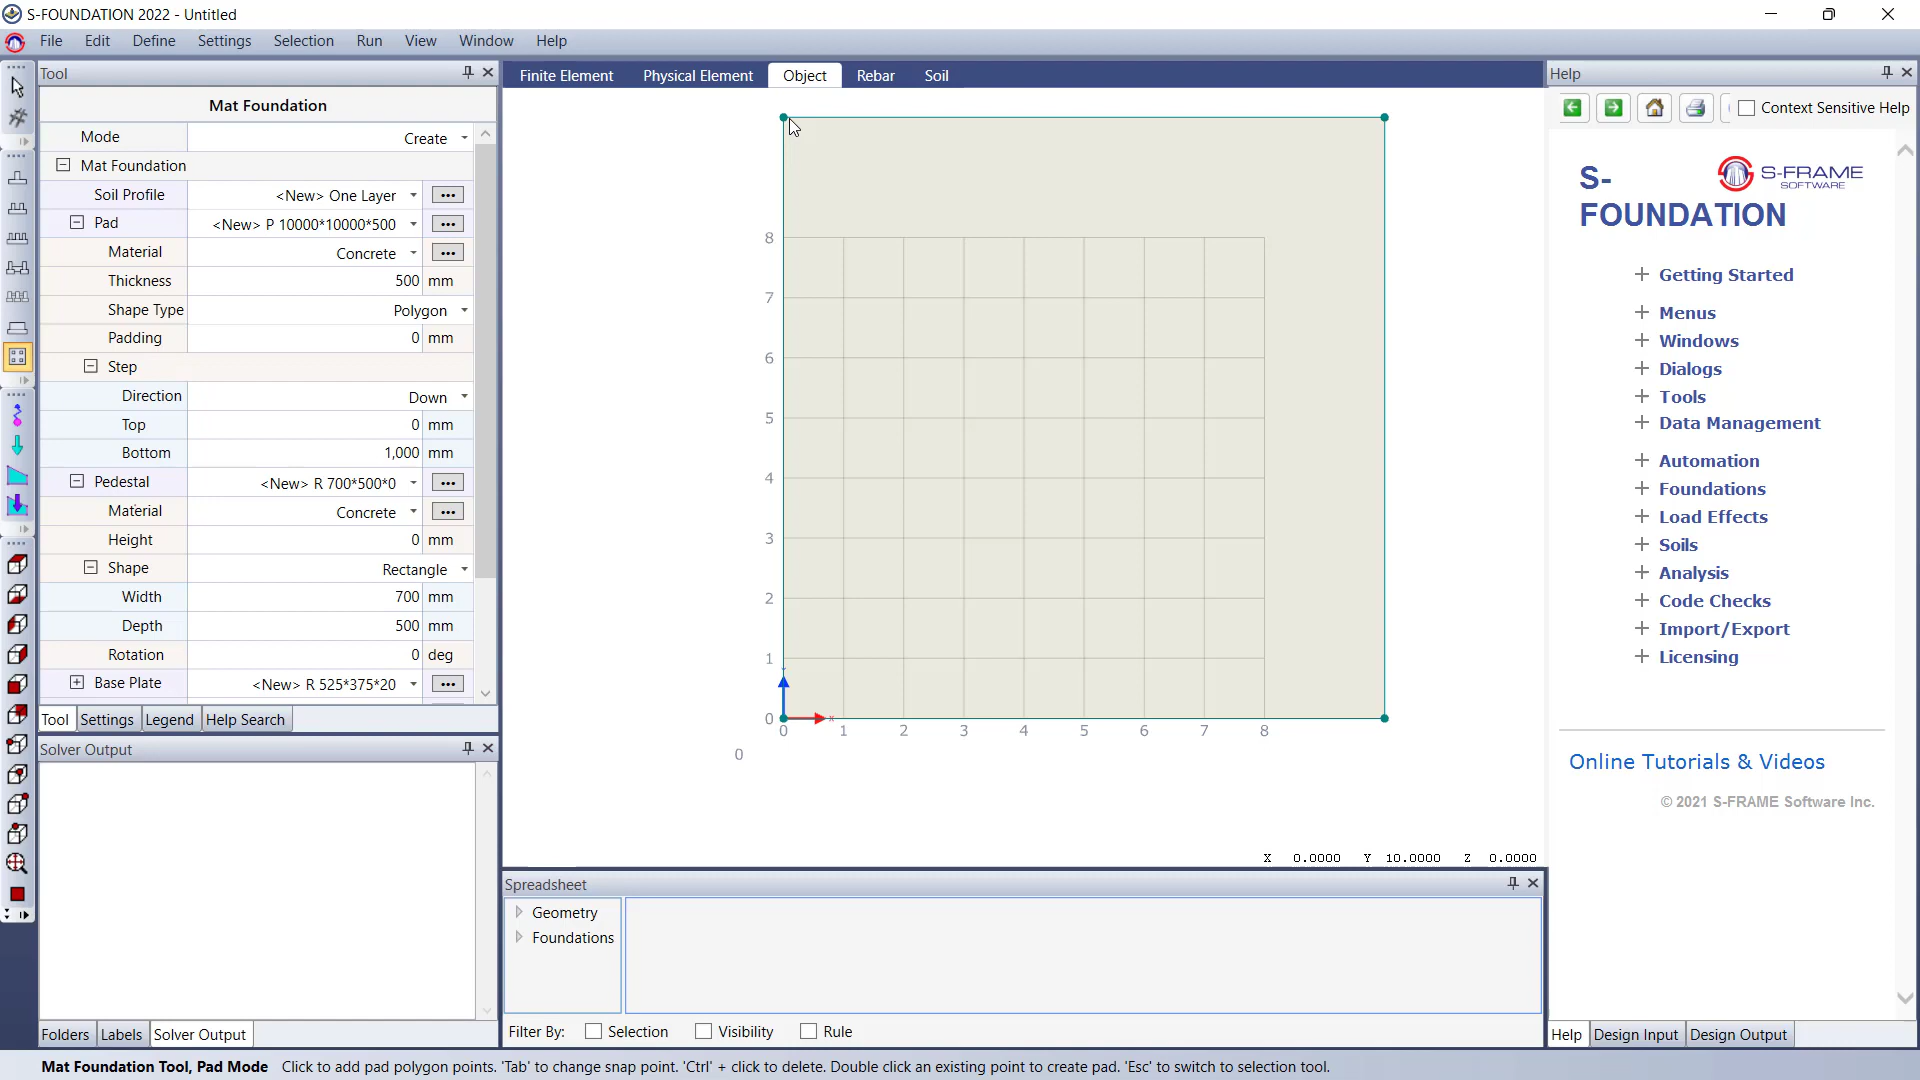 S-FOUNDATION 2022 - Untitled
File Edit Define Settings Selection Run View Window Help
Tool
Mat Foundation
Mode Create
Mat Foundation
Soil Profile <New> One Layer
Pad <New> P 10000*10000*500
Material Concrete
Thickness 500 mm
Shape Type Polygon
Padding 0 mm
Step
Direction Down
Top 0 mm
Bottom 1,000 mm
Pedestal <New> R 700*500*0
Material Concrete
Height 0 mm
Shape Rectangle
Width 700 mm
Depth 500 mm
Rotation 0 deg
Base Plate <New> R 525*375*20
Tool Settings Legend Help Search
Solver Output
Folders Labels Solver Output
Finite Element Physical Element Object Rebar Soil
8
7
6
5
4
3
2
1
0
0 1 2 3 4 5 6 7 8
x
0
X 0.0000 Y 10.0000 Z 0.0000
Spreadsheet
Geometry
Foundations
Filter By: Selection Visibility Rule
Help
Context Sensitive Help
S-FOUNDATION
S-FRAME
SOFTWARE
Getting Started
Menus
Windows
Dialogs
Tools
Data Management
Automation
Foundations
Load Effects
Soils
Analysis
Code Checks
Import/Export
Licensing
Online Tutorials & Videos
© 2021 S-FRAME Software Inc.
Help Design Input Design Output
Mat Foundation Tool, Pad Mode Click to add pad polygon points. 'Tab' to change snap point. 'Ctrl' + click to delete. Double click an existing point to create pad. 'Esc' to switch to selection tool.